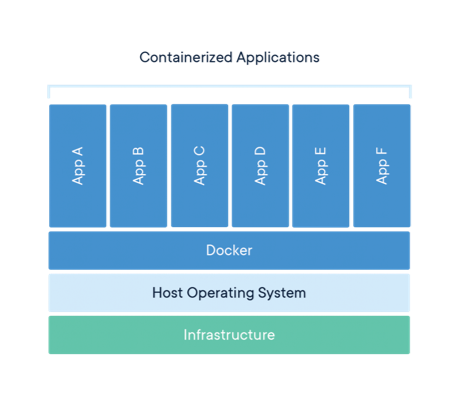 Containerized Applications
App A
App B
App C
App D
App E
App F
Docker
Host Operating System
Infrastructure